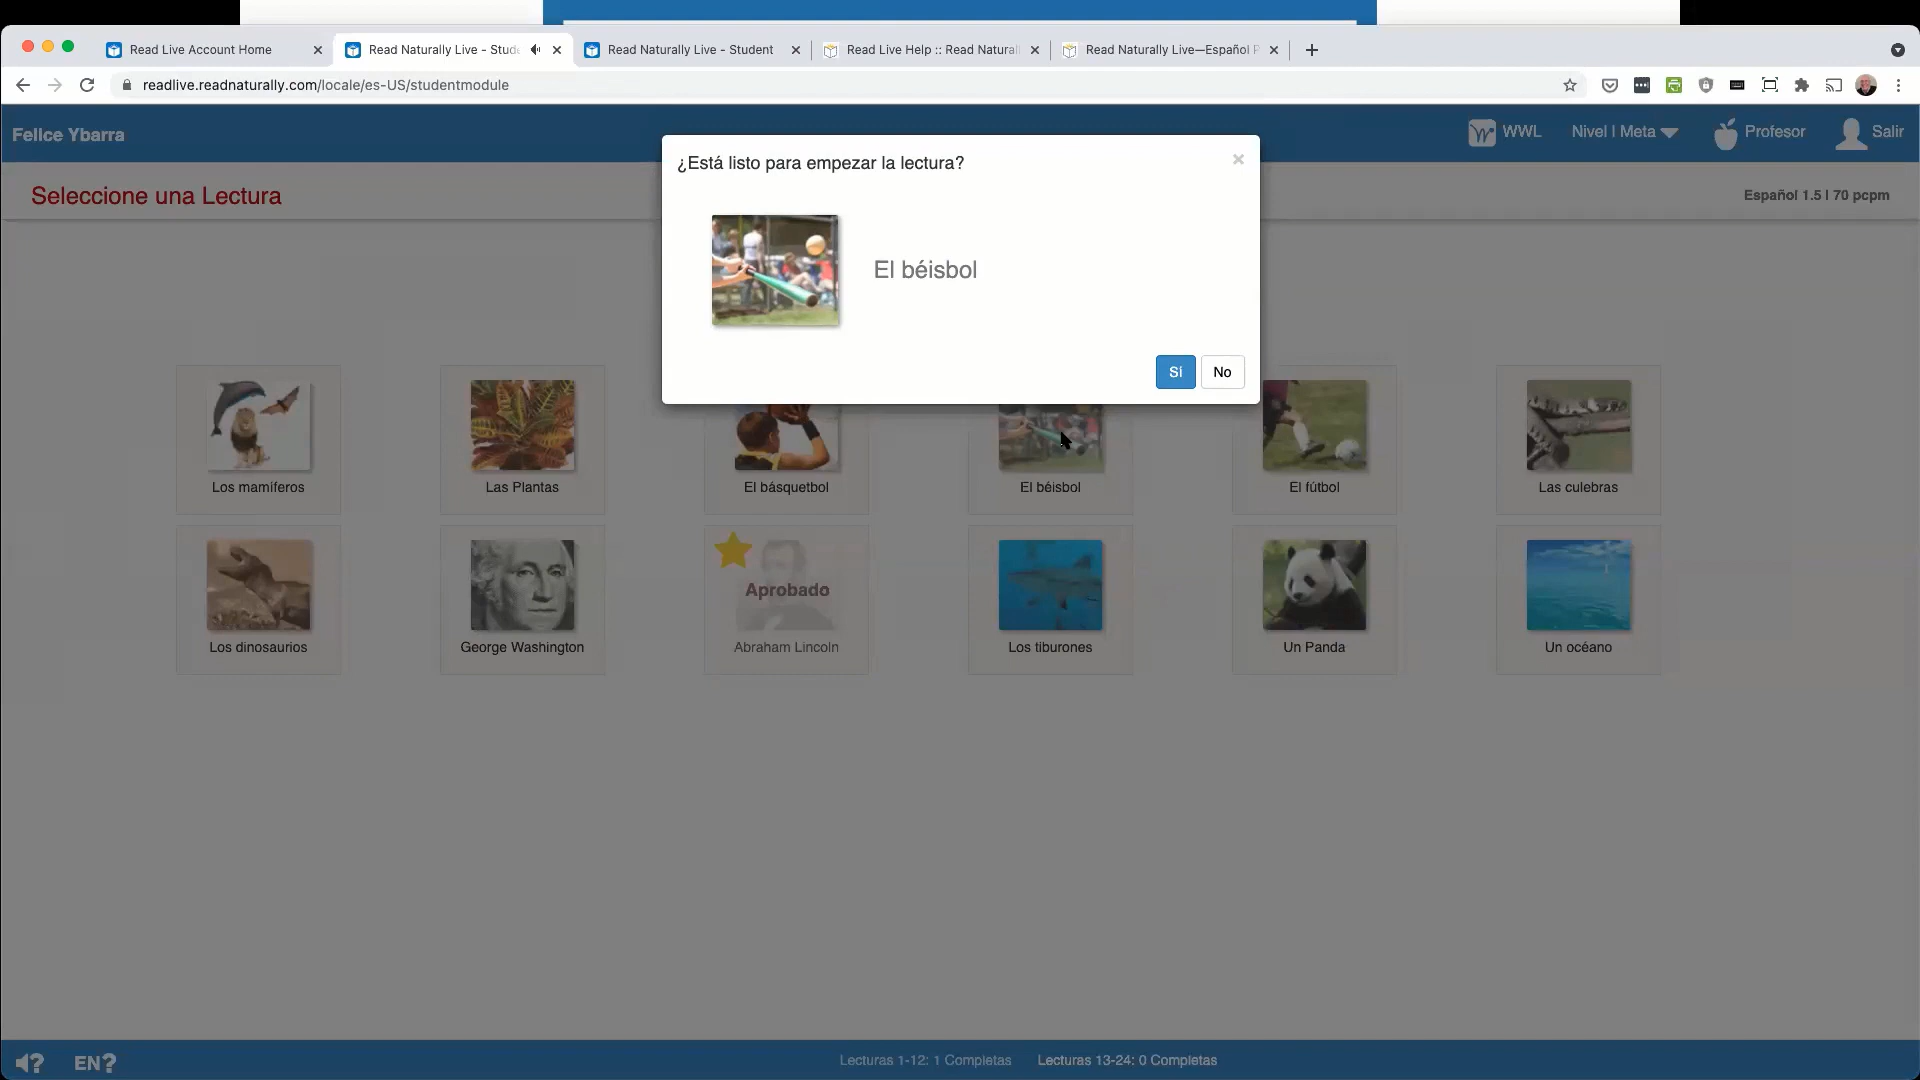 Read Live Account Home
Read Naturally Live - Stude
Read Naturally Live - Student
Read Live Help :: Read Natural
Read Naturally Live—Español P
readlive.readnaturally.com/locale/es-US/studentmodule
Felice Ybarra
WWL
Nivel | Meta
Profesor
Salir
Seleccione una Lectura
Español 1.5 | 70 pcpm
¿Está listo para empezar la lectura?
El béisbol
Sí
No
Los mamíferos
Las Plantas
El básquetbol
El béisbol
El fútbol
Las culebras
Los dinosaurios
George Washington
Aprobado
Abraham Lincoln
Los tiburones
Un Panda
Un océano
EN?
Lecturas 1-12: 1 Completas
Lecturas 13-24: 0 Completas